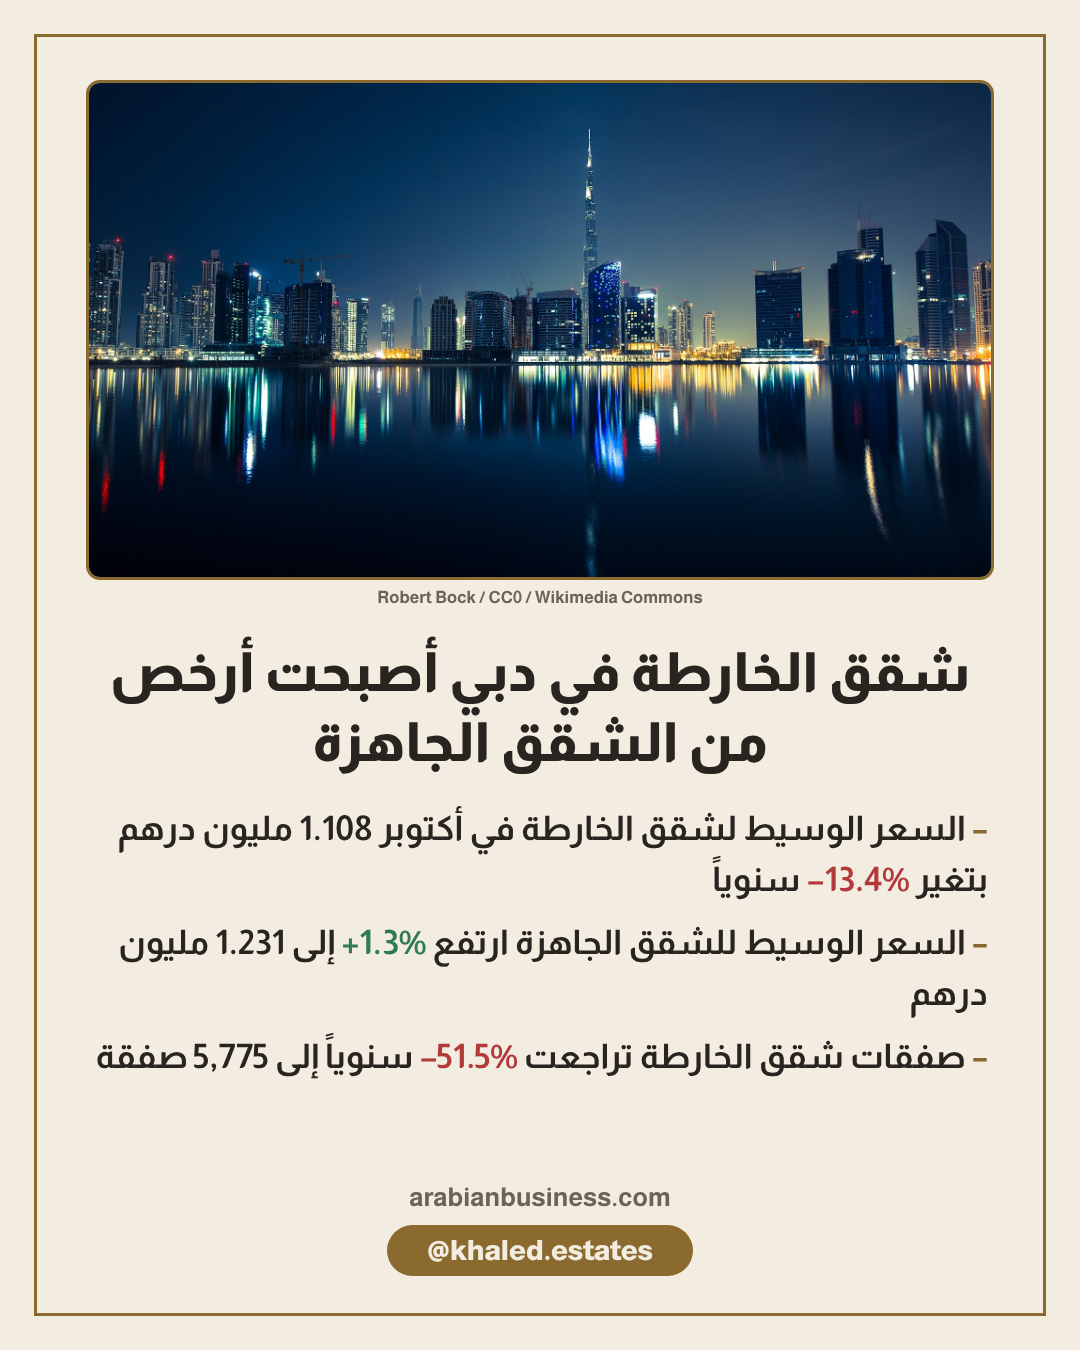 Robert Bock / CC0 / Wikimedia Commons
شقق الخارطة في دبي أصبحت أرخص
من الشقق الجاهزة
– السعر الوسيط لشقق الخارطة في أكتوبر 1.108 مليون درهم
بتغير –13.4% سنوياً
– السعر الوسيط للشقق الجاهزة ارتفع +1.3% إلى 1.231 مليون
درهم
– صفقات شقق الخارطة تراجعت –51.5% سنوياً إلى 5,775 صفقة
arabianbusiness.com
@khaled.estates